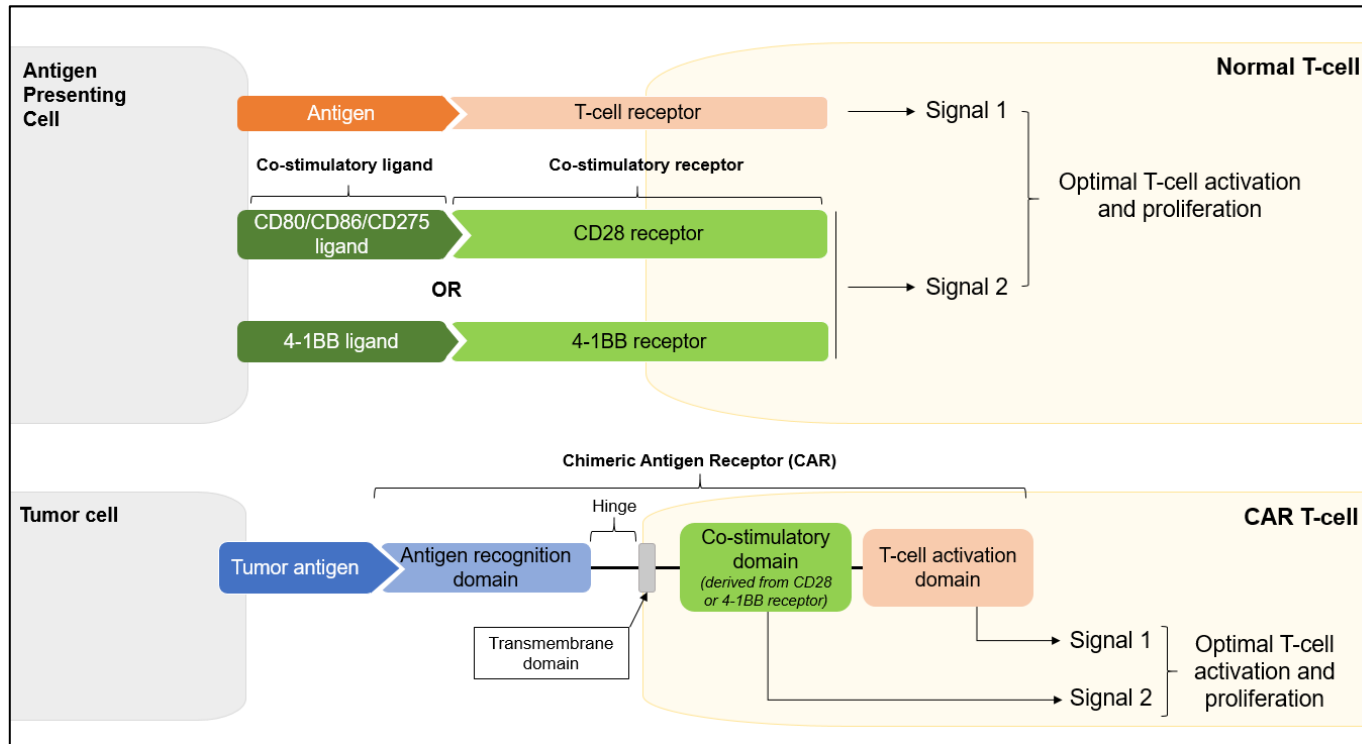 Antigen
Presenting
Cell
Normal T-cell
Antigen
T-cell receptor
Signal 1
Co-stimulatory ligand
Co-stimulatory receptor
Optimal T-cell activation
and proliferation
CD80/CD86/CD275
ligand
CD28 receptor
OR
Signal 2
4-1BB ligand
4-1BB receptor
Chimeric Antigen Receptor (CAR)
Tumor cell
Hinge
CAR T-cell
Tumor antigen
Antigen recognition
domain
Co-stimulatory
domain
(derived from CD28
or 4-1BB receptor)
T-cell activation
domain
Transmembrane
domain
Signal 1
Signal 2
Optimal T-cell
activation and
proliferation